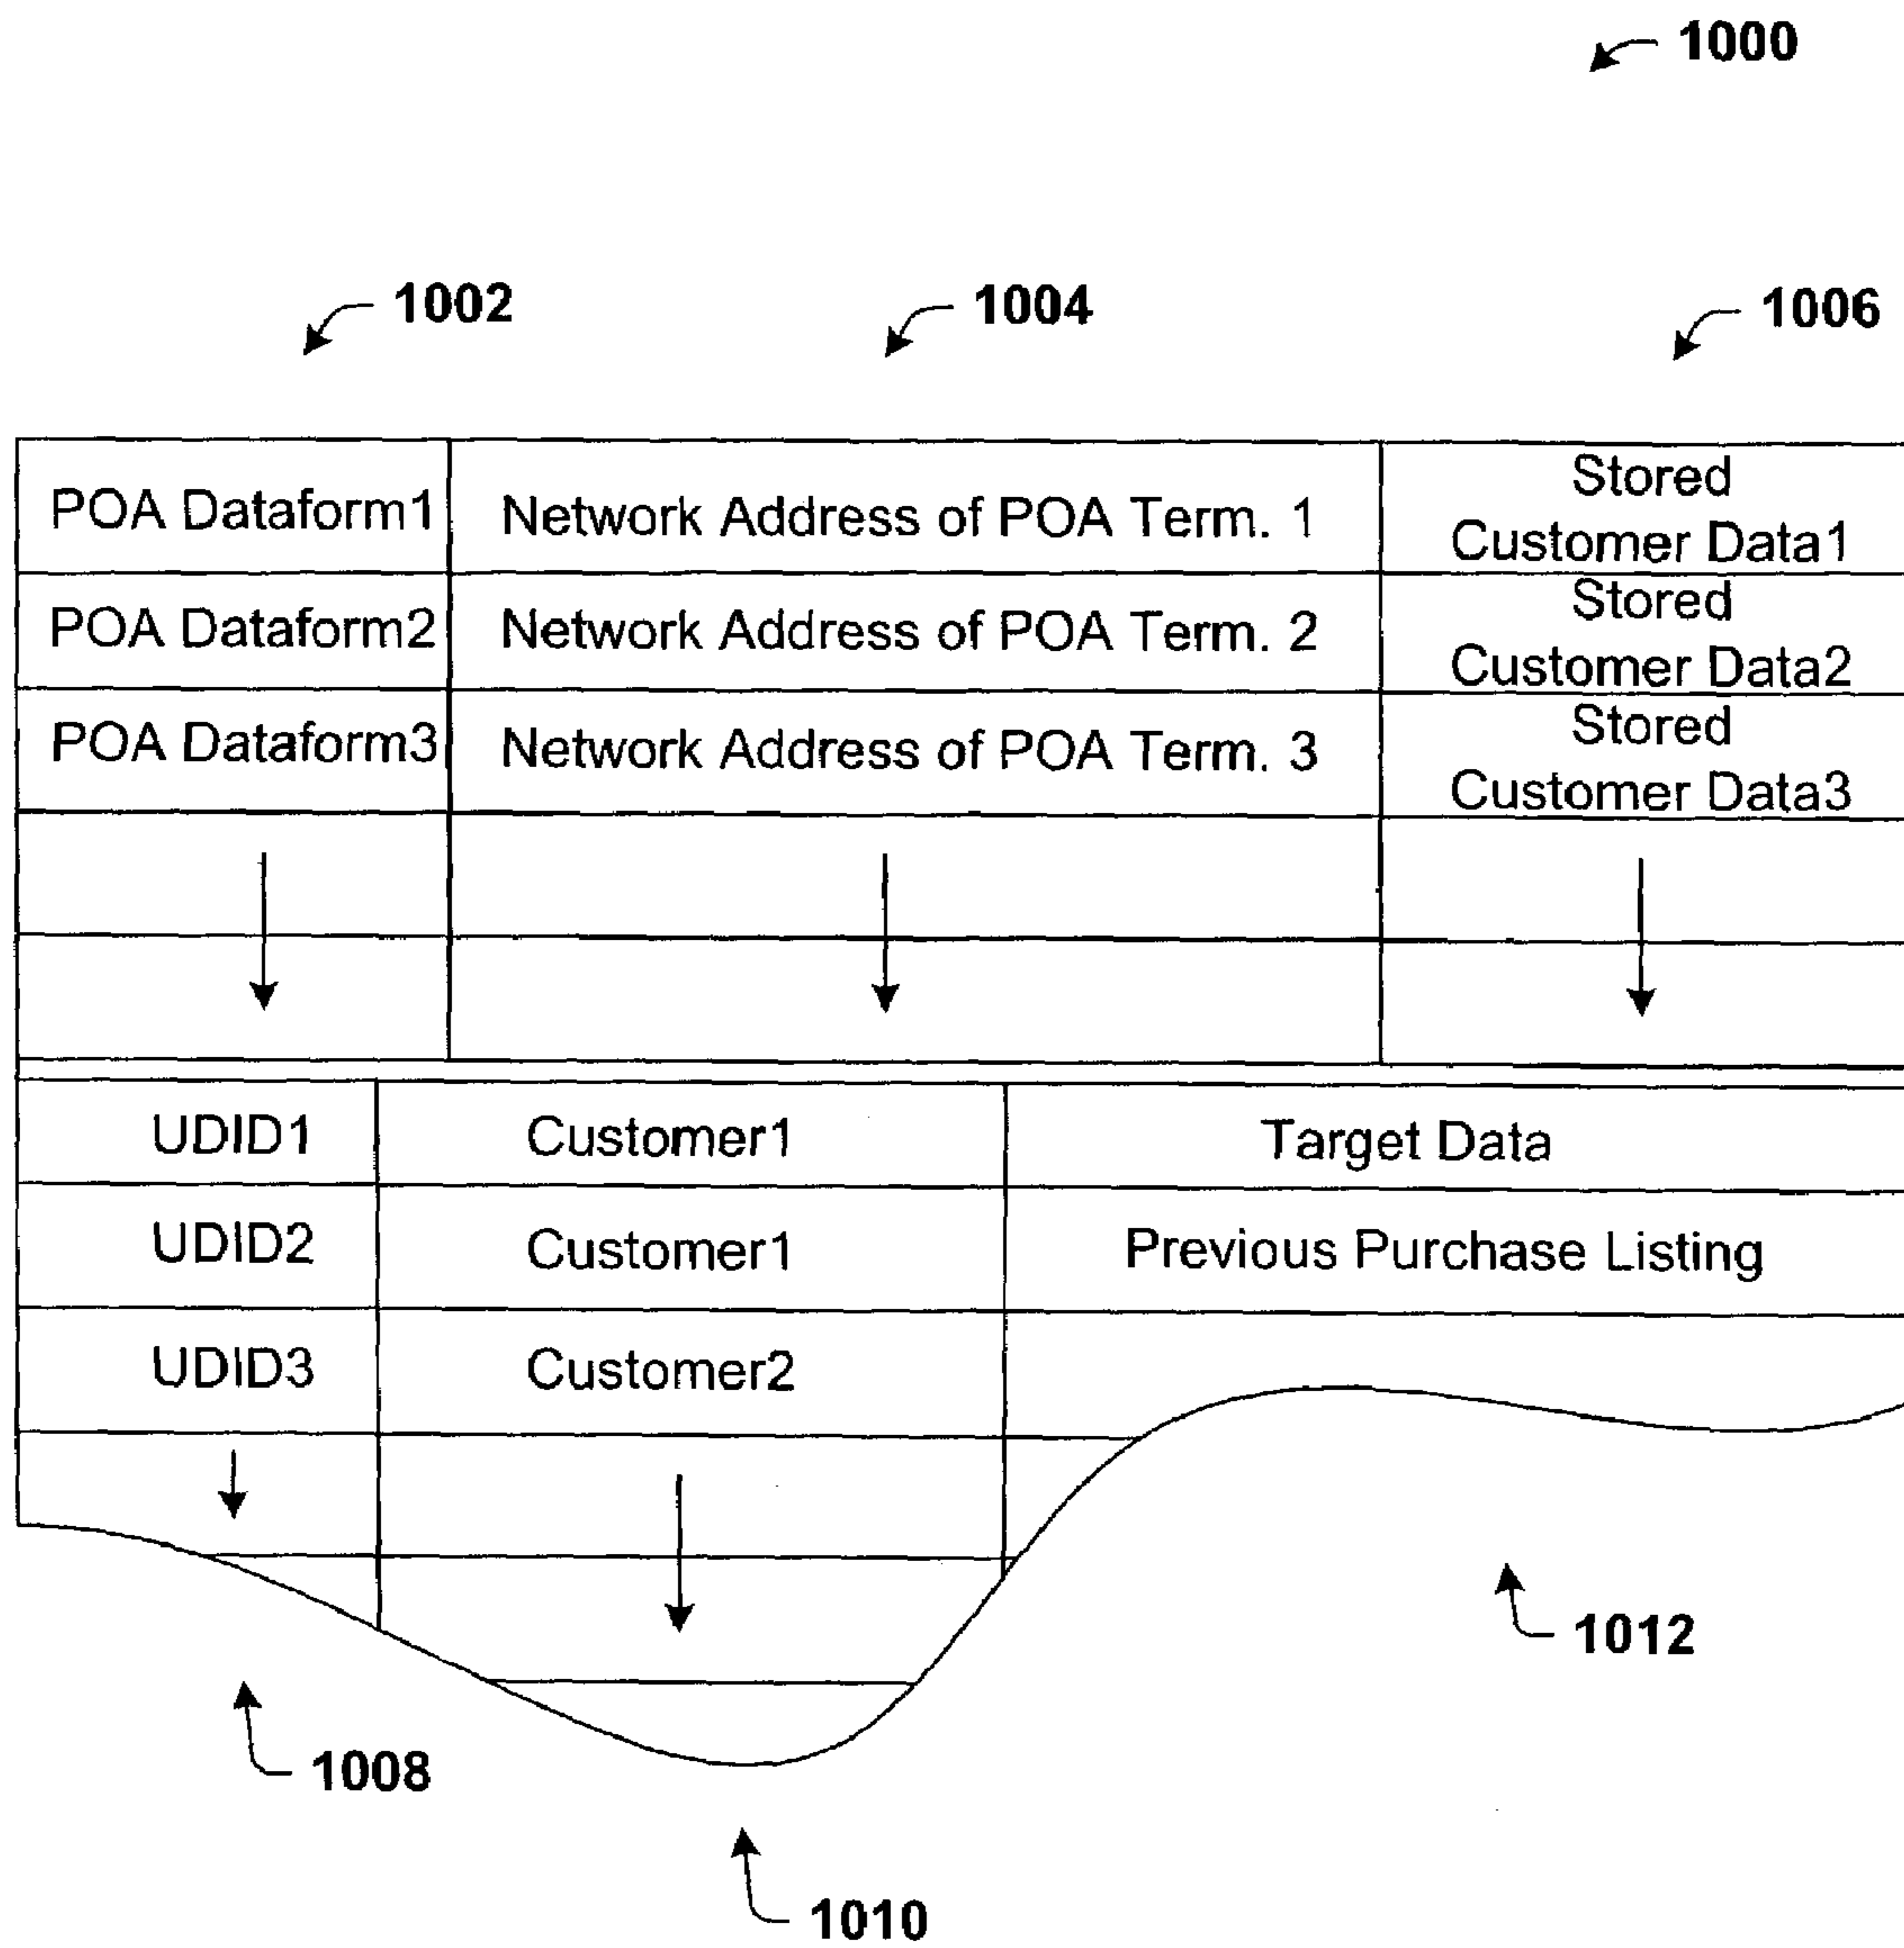 1000
1002
1004
1006
POA Dataform1
Network Address of POA Term. 1
Stored
Customer Data1
POA Dataform2
Network Address of POA Term. 2
Stored
Customer Data2
POA Dataform3
Network Address of POA Term. 3
Stored
Customer Data3
UDID1
Customer1
Target Data
UDID2
Customer1
Previous Purchase Listing
UDID3
Customer2
1012
1008
1010